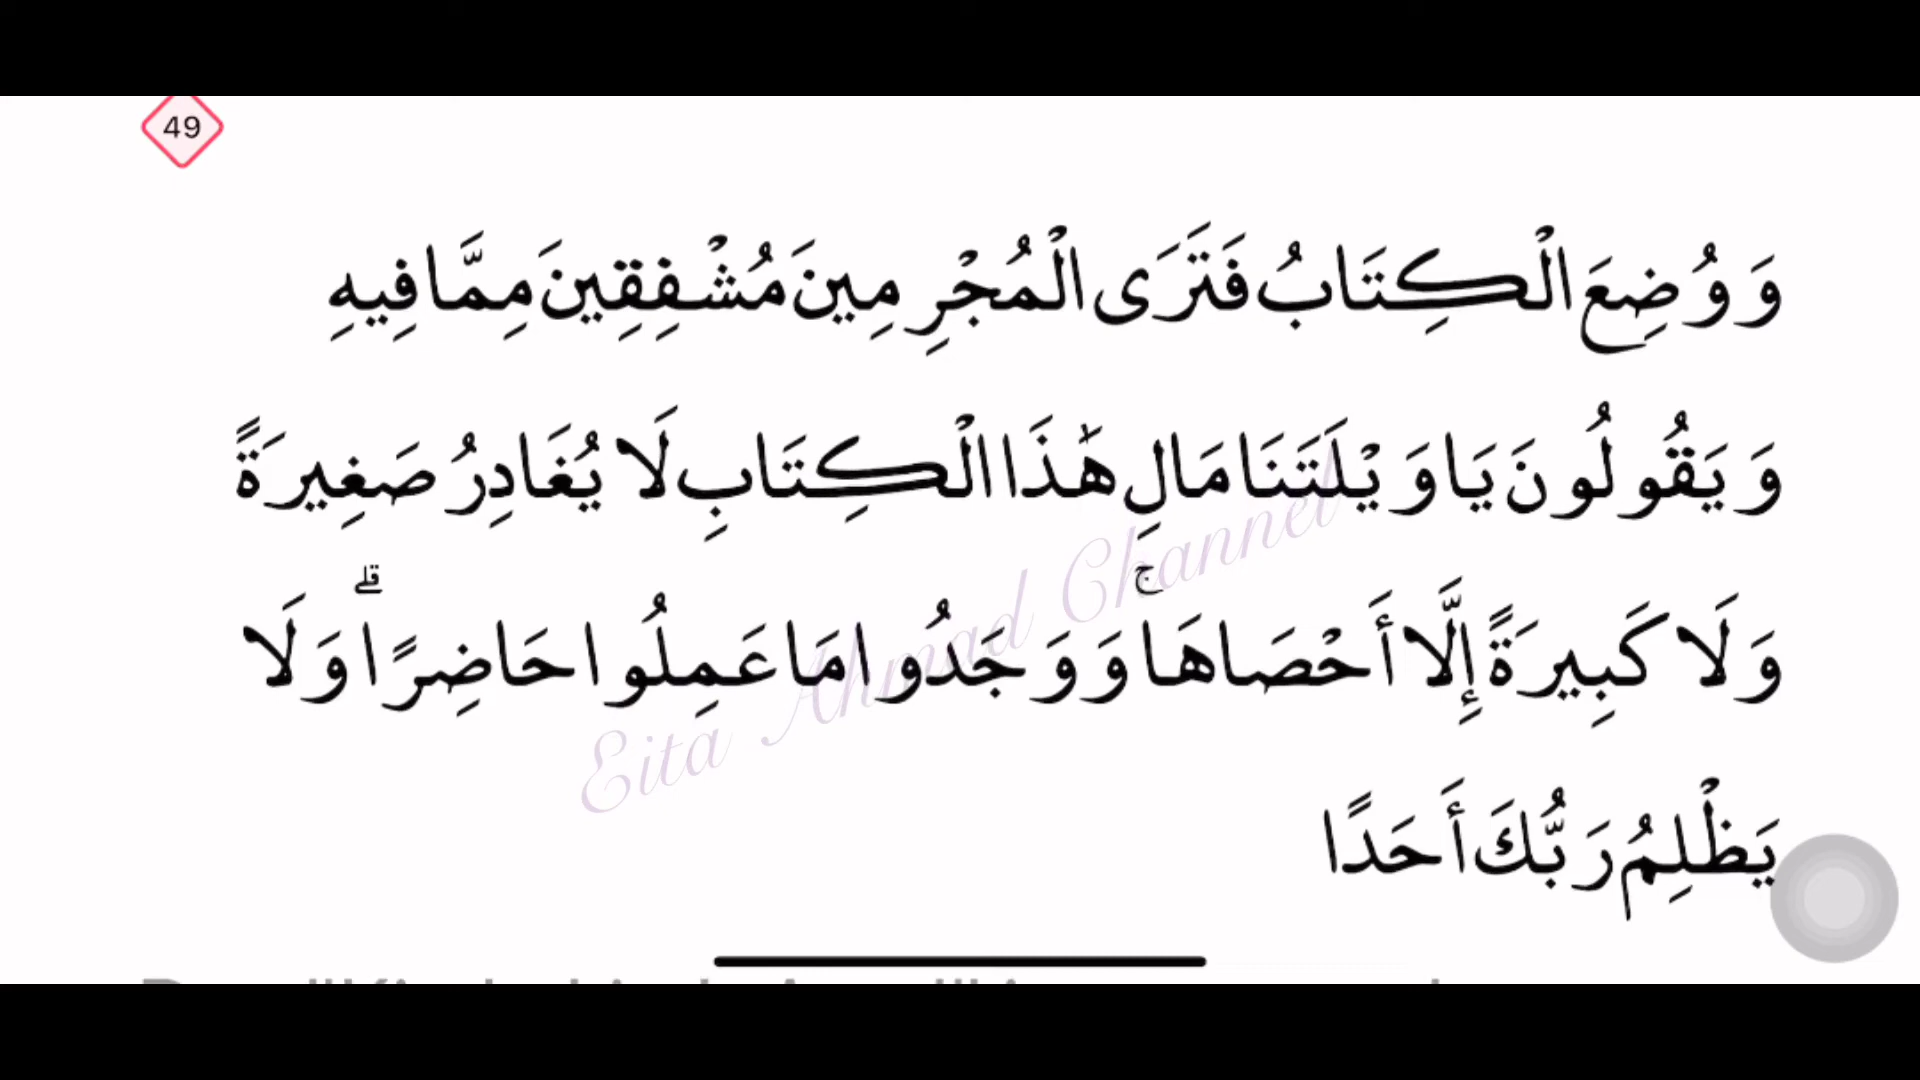 49
وَوُضِعَ الْكِتَابُ فَتَرَى الْمُجْرِمِينَ مُشْفِقِينَ مِمَّا فِيهِ
وَيَقُولُونَ يَا وَيْلَتَنَا مَالِ هَٰذَا الْكِتَابِ لَا يُغَادِرُ صَغِيرَةً
وَلَا كَبِيرَةً إِلَّا أَحْصَاهَا ۚ وَوَجَدُوا مَا عَمِلُوا حَاضِرًا ۗ وَلَا
يَظْلِمُ رَبُّكَ أَحَدًا
Eita Ahmad Channel